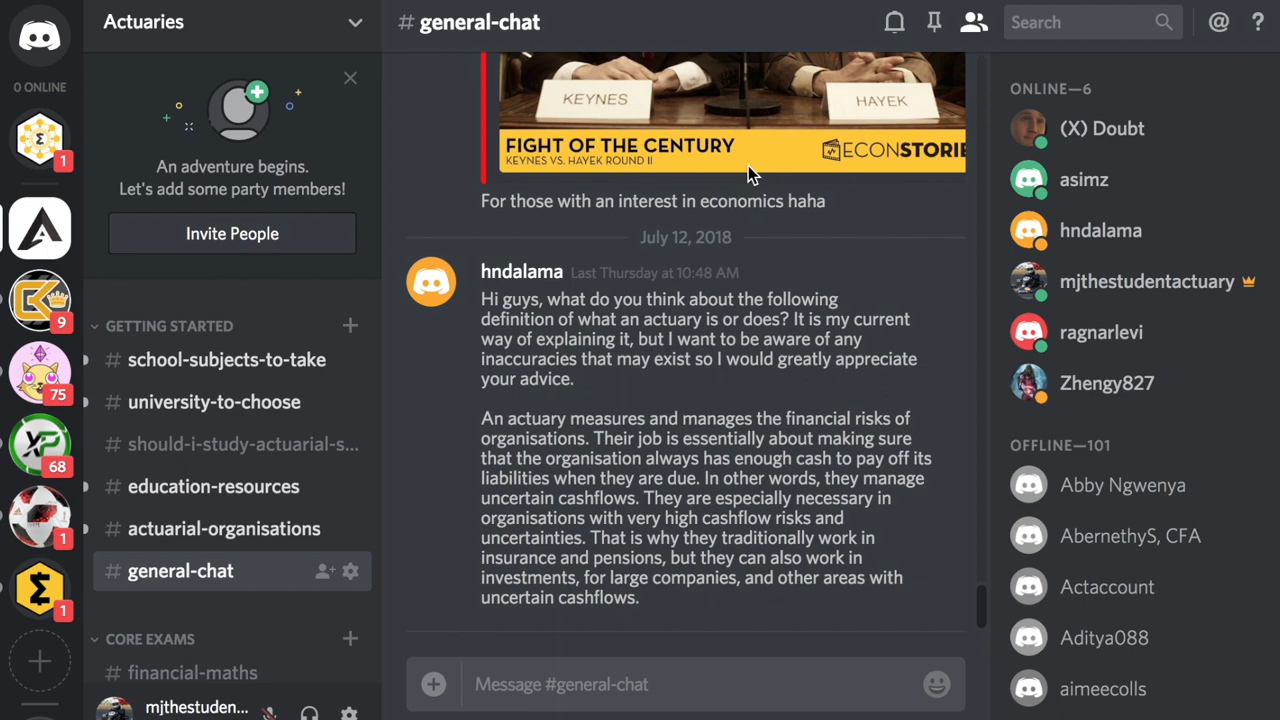 0 ONLINE
1
9
75
68
1
1
Actuaries
An adventure begins.
Let's add some party members!
Invite People
GETTING STARTED
# school-subjects-to-take
# university-to-choose
# should-i-study-actuarial-s...
# education-resources
# actuarial-organisations
# general-chat
CORE EXAMS
# financial-maths
mjthestuden...
# general-chat
Search
@ ?
KEYNES
HAYEK
FIGHT OF THE CENTURY
KEYNES VS. HAYEK ROUND II
ECONSTORIE
For those with an interest in economics haha
July 12, 2018
hndalama Last Thursday at 10:48 AM
Hi guys, what do you think about the following
definition of what an actuary is or does? It is my current
way of explaining it, but I want to be aware of any
inaccuracies that may exist so I would greatly appreciate
your advice.
An actuary measures and manages the financial risks of
organisations. Their job is essentially about making sure
that the organisation always has enough cash to pay off its
liabilities when they are due. In other words, they manage
uncertain cashflows. They are especially necessary in
organisations with very high cashflow risks and
uncertainties. That is why they traditionally work in
insurance and pensions, but they can also work in
investments, for large companies, and other areas with
uncertain cashflows.
Message #general-chat
ONLINE—6
(X) Doubt
asimz
hndalama
mjthestudentactuary
ragnarlevi
Zhengy827
OFFLINE—101
Abby Ngwenya
AbernethyS, CFA
Actaccount
Aditya088
aimeecolls